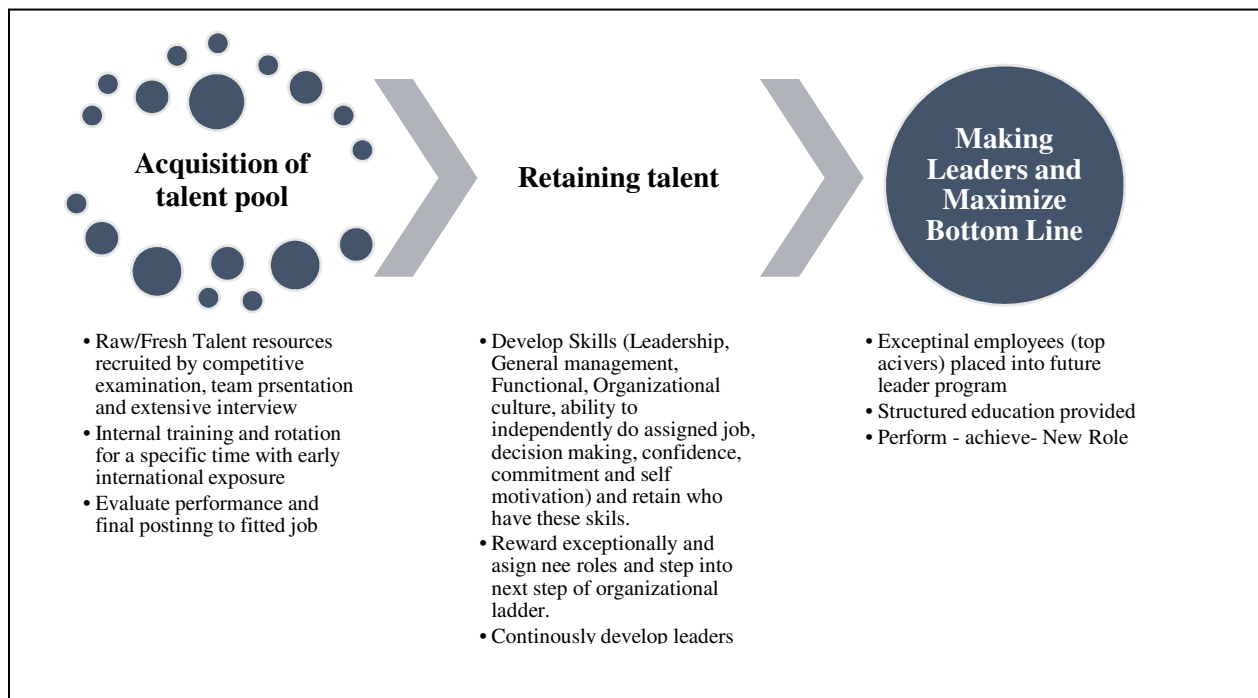 Acquisition of
talent pool
• Raw/Fresh Talent resources
recruited by competitive
examination, team prsentation
and extensive interview
• Internal training and rotation
for a specific time with early
international exposure
• Evaluate performance and
final postinng to fitted job
Retaining talent
• Develop Skills (Leadership,
General management,
Functional, Organizational
culture, ability to
independently do assigned job,
decision making, confidence,
commitment and self
motivation) and retain who
have these skils.
• Reward exceptionally and
asign nee roles and step into
next step of organizational
ladder.
• Continously develop leaders
Making
Leaders and
Maximize
Bottom Line
• Exceptinal employees (top
acivers) placed into future
leader program
• Structured education provided
• Perform - achieve- New Role